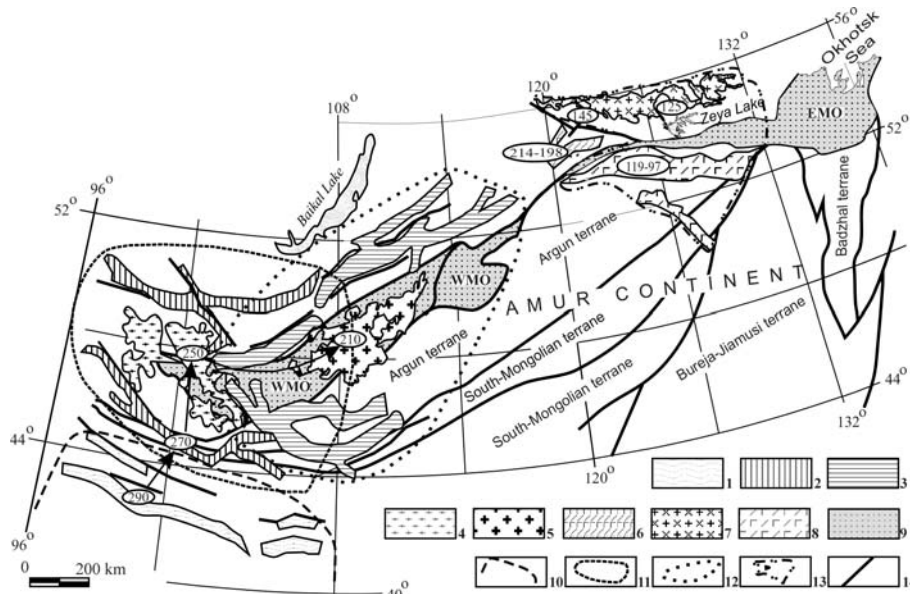 56°
Okhotsk
Sea
132°
120°
125
145
108°
Zeya Lake
EMO
52°
214-198
119-97
Baikal Lake
96°
52°
Badzhal terrane
WMO
Argun terrane
AMUR CONTINENT
210
250
Argun terrane
Bureja-Jiamusi terrane
WMO
South-Mongolian terrane
44°
South-Mongolian terrane
132°
44°
270
120°
290
1 2 3
96°
4 5 6 7 8 9
0 200 km
10 11 12 13
40°